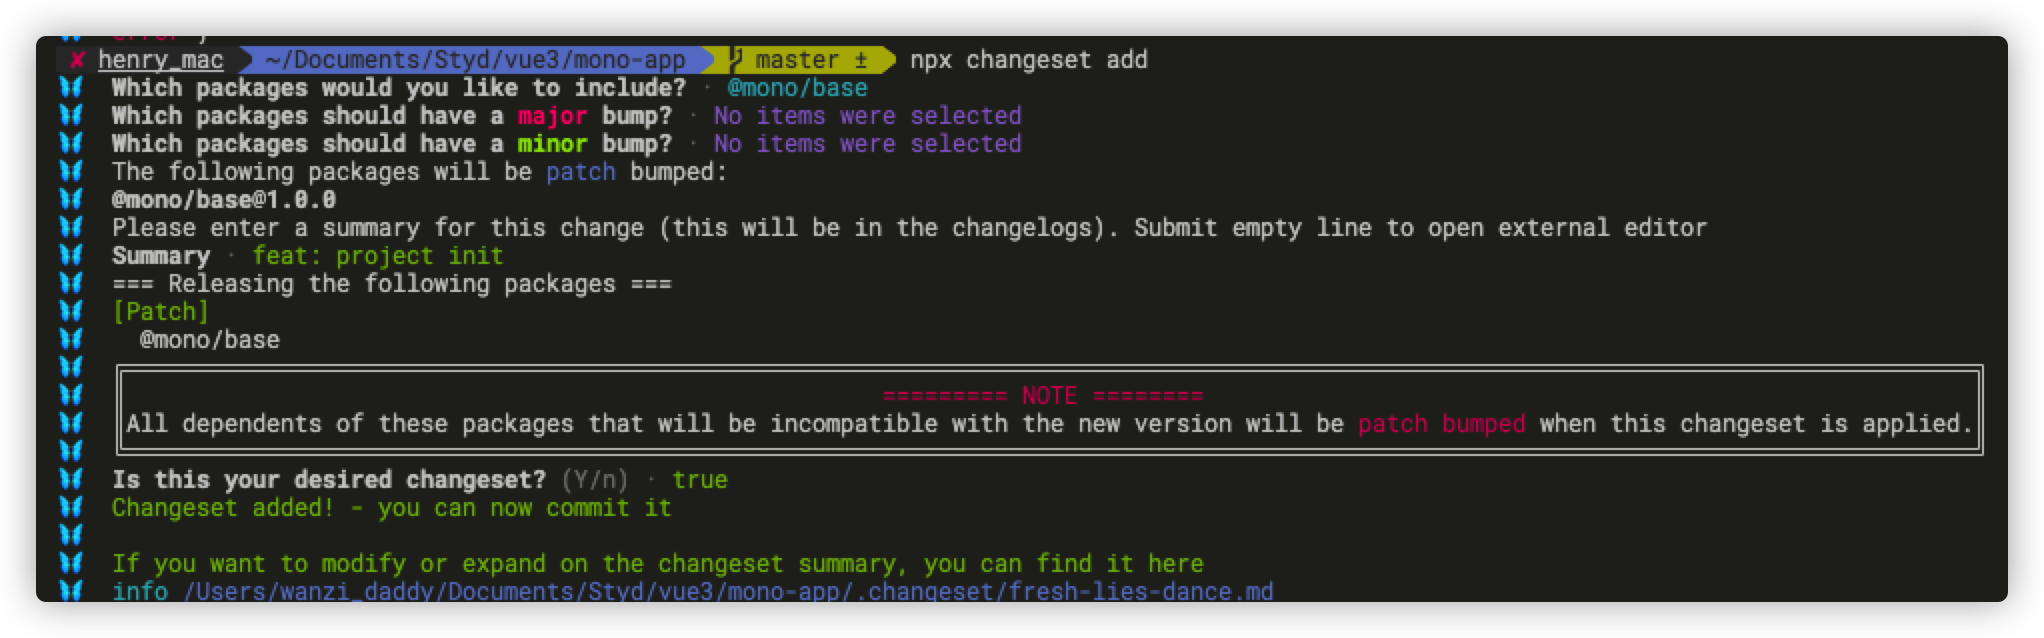 ✘ henry_mac ~/Documents/Styd/vue3/mono-app master ± npx changeset add
Which packages would you like to include? · @mono/base
Which packages should have a major bump? · No items were selected
Which packages should have a minor bump? · No items were selected
The following packages will be patch bumped:
@mono/base@1.0.0
Please enter a summary for this change (this will be in the changelogs). Submit empty line to open external editor
Summary · feat: project init
=== Releasing the following packages ===
[Patch]
@mono/base
========= NOTE ========
All dependents of these packages that will be incompatible with the new version will be patch bumped when this changeset is applied.
Is this your desired changeset? (Y/n) · true
Changeset added! - you can now commit it
If you want to modify or expand on the changeset summary, you can find it here
info /Users/wanzi_daddy/Documents/Styd/vue3/mono-app/.changeset/fresh-lies-dance.md